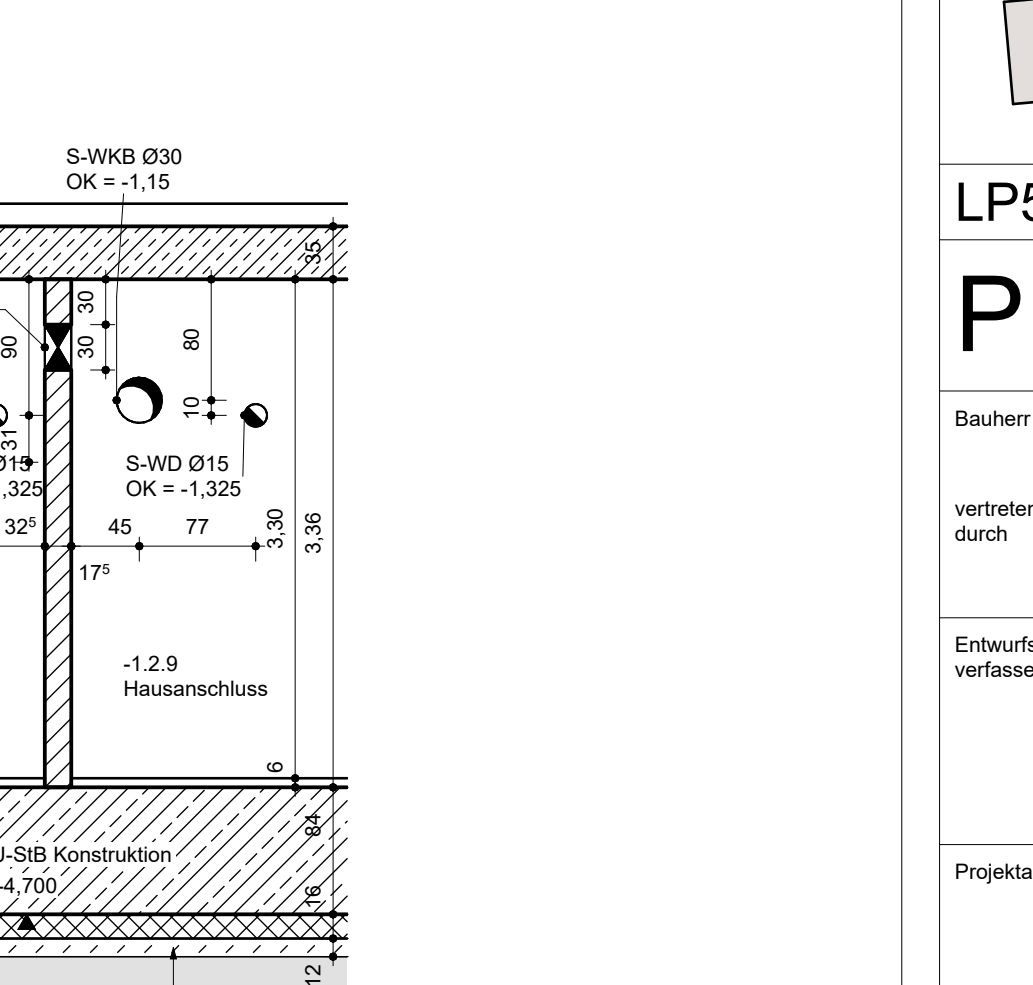 S-WKB Ø30
OK = -1,15
35
30
30
90
80
10
31
Ø15
,325
S-WD Ø15
OK = -1,325
32⁵
45
77
17⁵
3,30
3,36
-1.2.9
Hausanschluss
6
84
J-StB Konstruktion
-4,700
16
12
LP5
P
Bauherr
vertreter
durch
Entwurfs
verfasse
Projekta